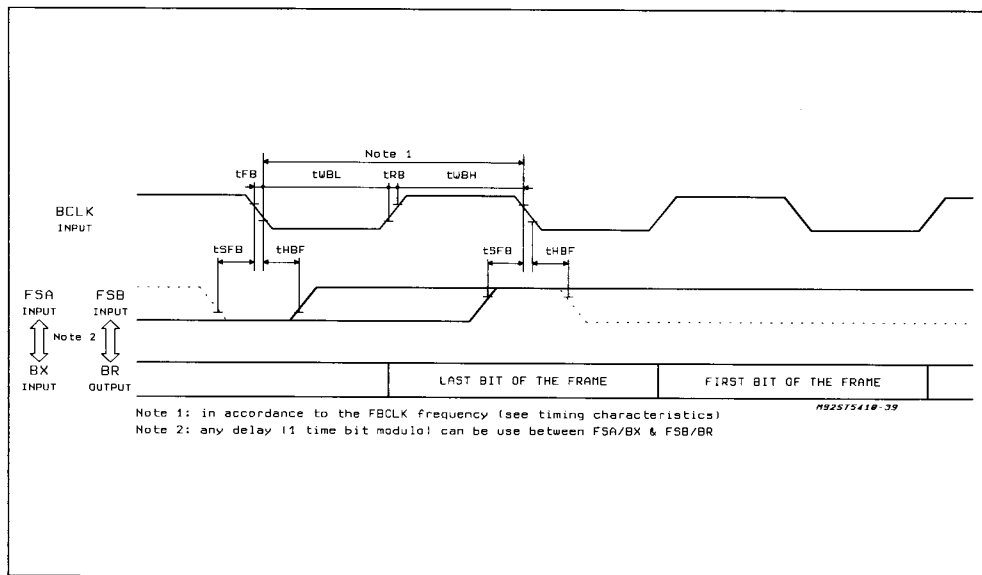 Note 1
tFB tWBL tRB tWBH
BCLK
INPUT
tSFB tHBF tSFB tHBF
FSA FSB
INPUT INPUT
Note 2
BX BR
INPUT OUTPUT
LAST BIT OF THE FRAME FIRST BIT OF THE FRAME
M92ST5410-39
Note 1: in accordance to the FBCLK frequency (see timing characteristics)
Note 2: any delay (1 time bit modulo) can be use between FSA/BX & FSB/BR